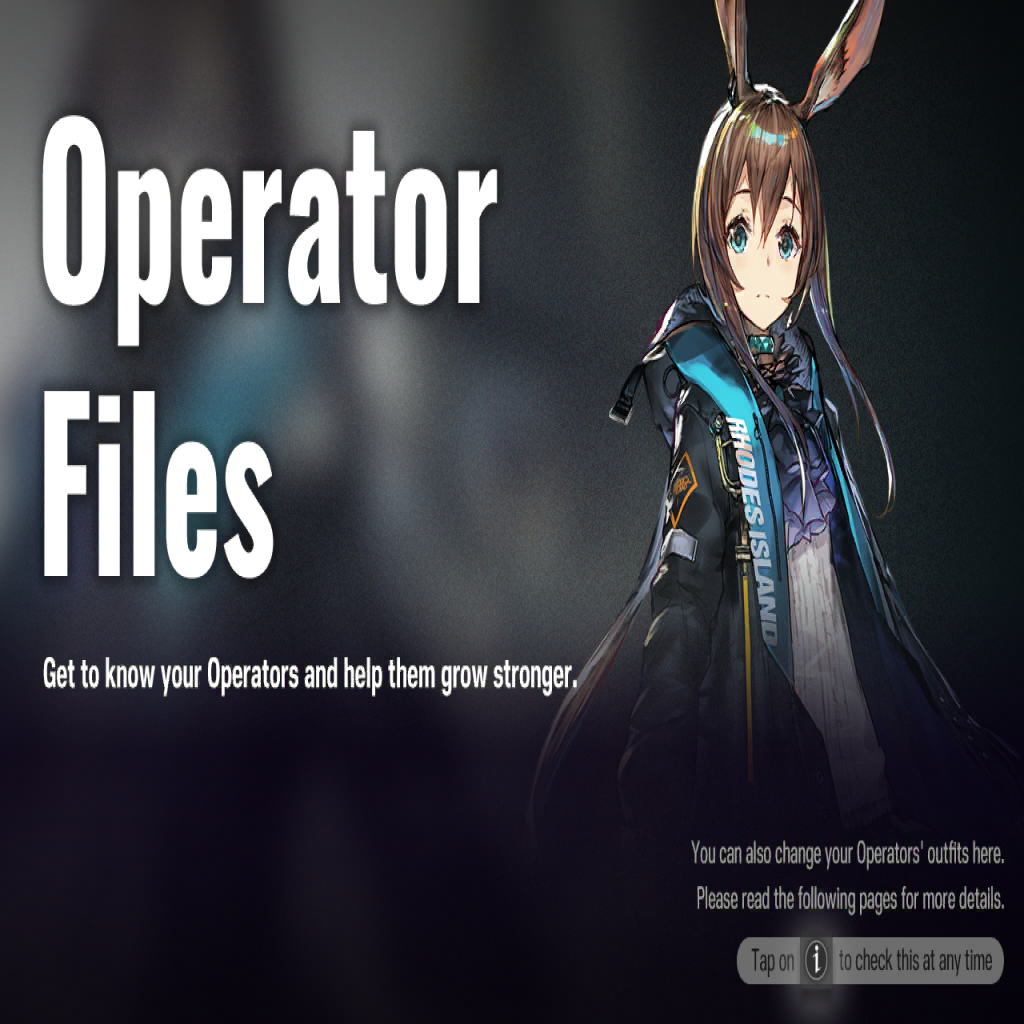 Operator
Files
Get to know your Operators and help them grow stronger.
RHODES ISLAND
You can also change your Operators' outfits here.
Please read the following pages for more details.
Tap on i to check this at any time